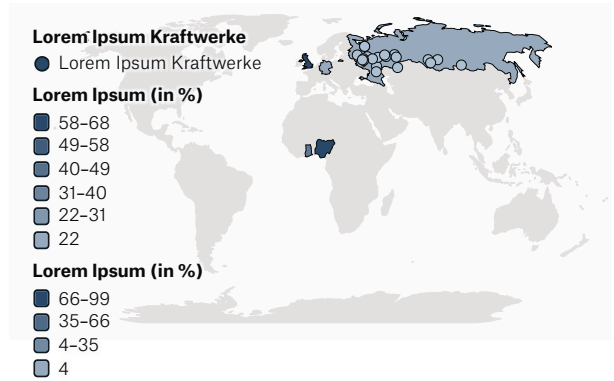 Lorem Ipsum Kraftwerke
Lorem Ipsum Kraftwerke
Lorem Ipsum (in %)
58–68
49–58
40–49
31–40
22–31
22
Lorem Ipsum (in %)
66–99
35–66
4–35
4